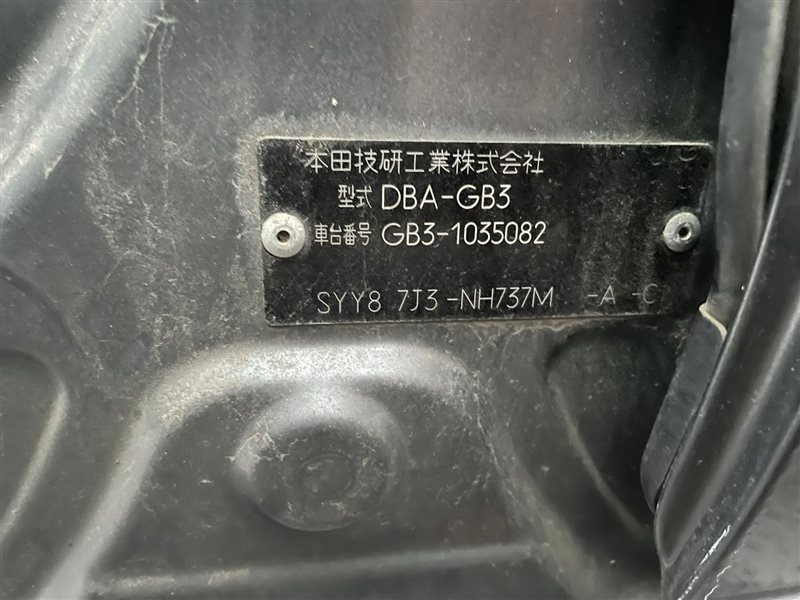 本田技研工業株式会社
型式 DBA-GB3
車台番号 GB3-1035082
SYY8 7J3-NH737M -A -C